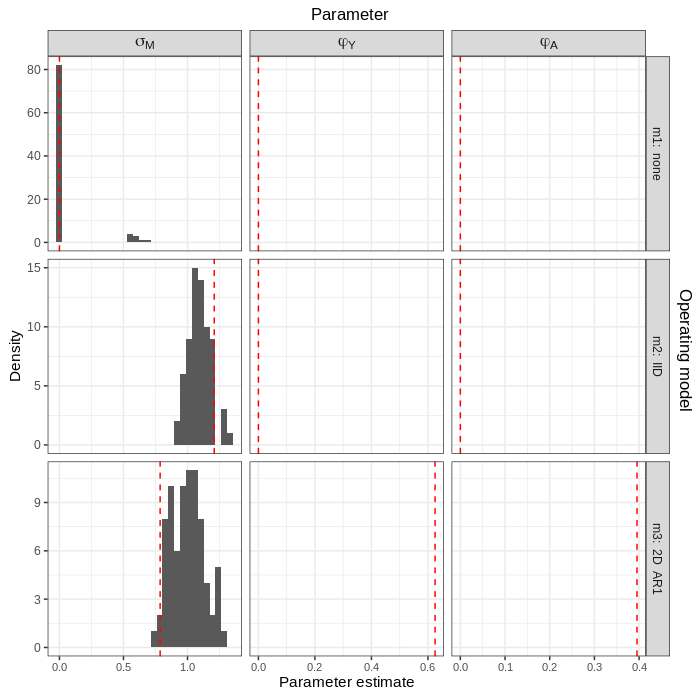 Parameter
σM φY φA
80
60
40
20
0
m1: none
15
10
5
0
m2: IID
9
6
3
0
m3: 2D AR1
Density
Operating model
0.0 0.5 1.0 0.0 0.2 0.4 0.6 0.0 0.1 0.2 0.3 0.4
Parameter estimate